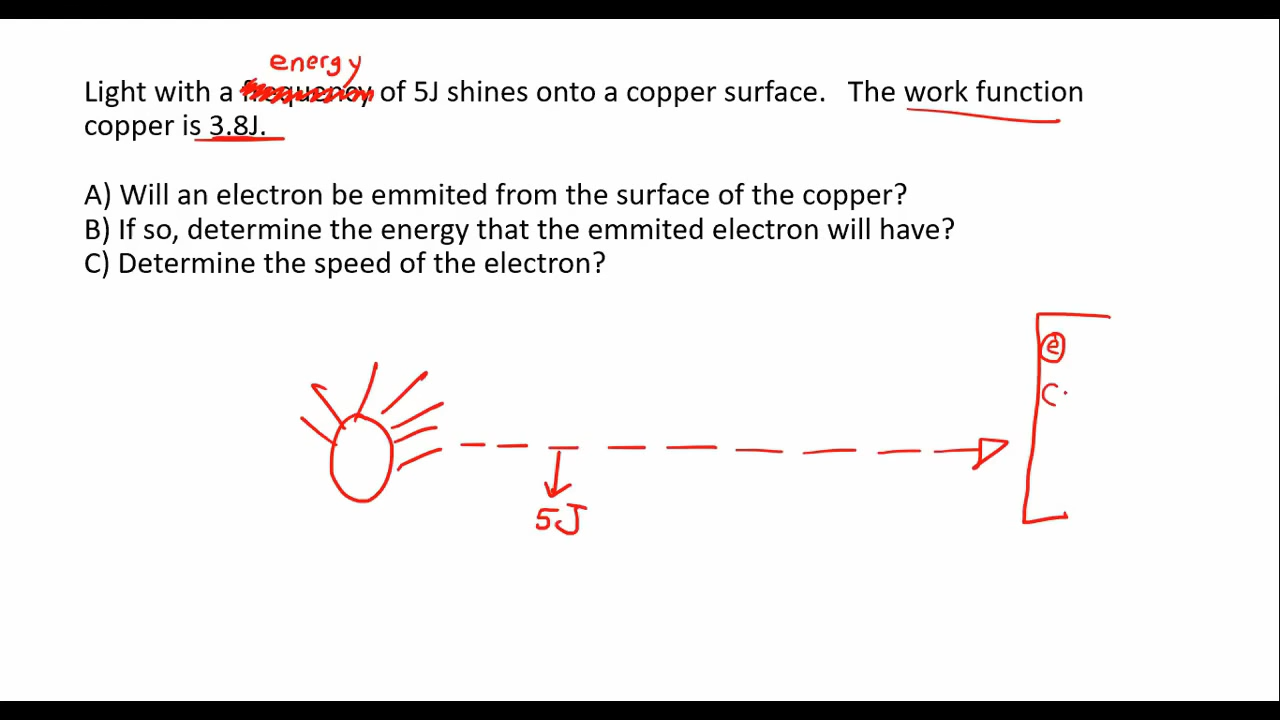 energy
Light with a frequency of 5J shines onto a copper surface. The work function
copper is 3.8J.
A) Will an electron be emmited from the surface of the copper?
B) If so, determine the energy that the emmited electron will have?
C) Determine the speed of the electron?
e
C
5J